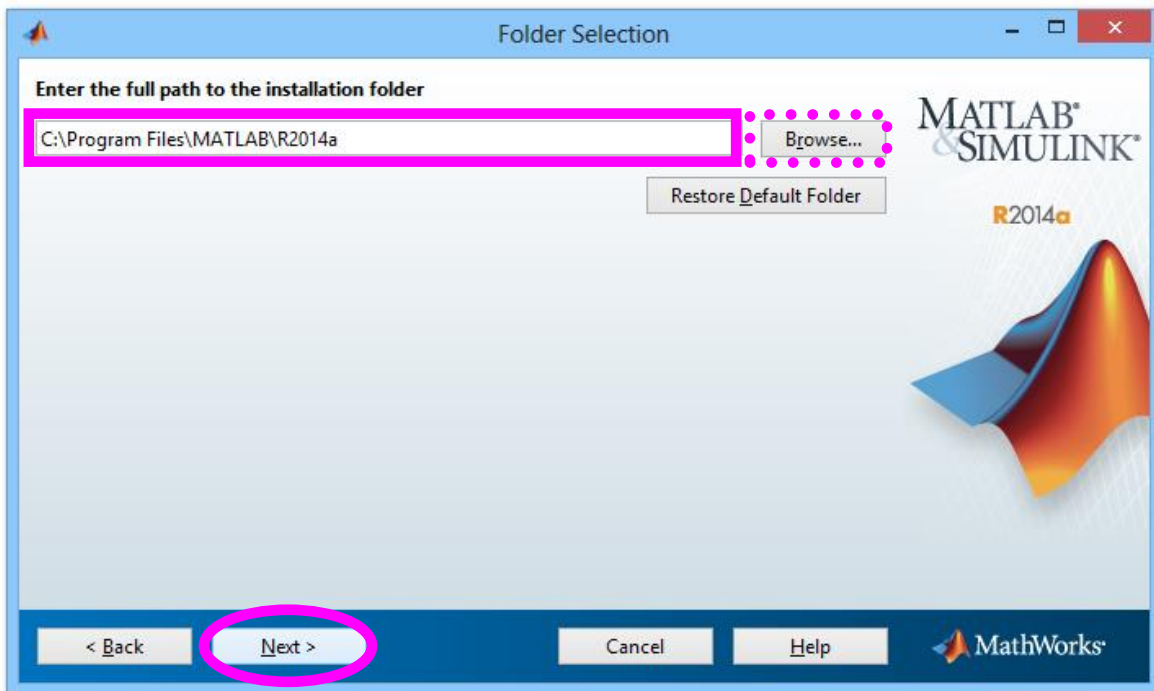 Folder Selection
Enter the full path to the installation folder
C:\Program Files\MATLAB\R2014a
Browse...
Restore Default Folder
MATLAB®
&SIMULINK®
R2014a
< Back
Next >
Cancel
Help
MathWorks®